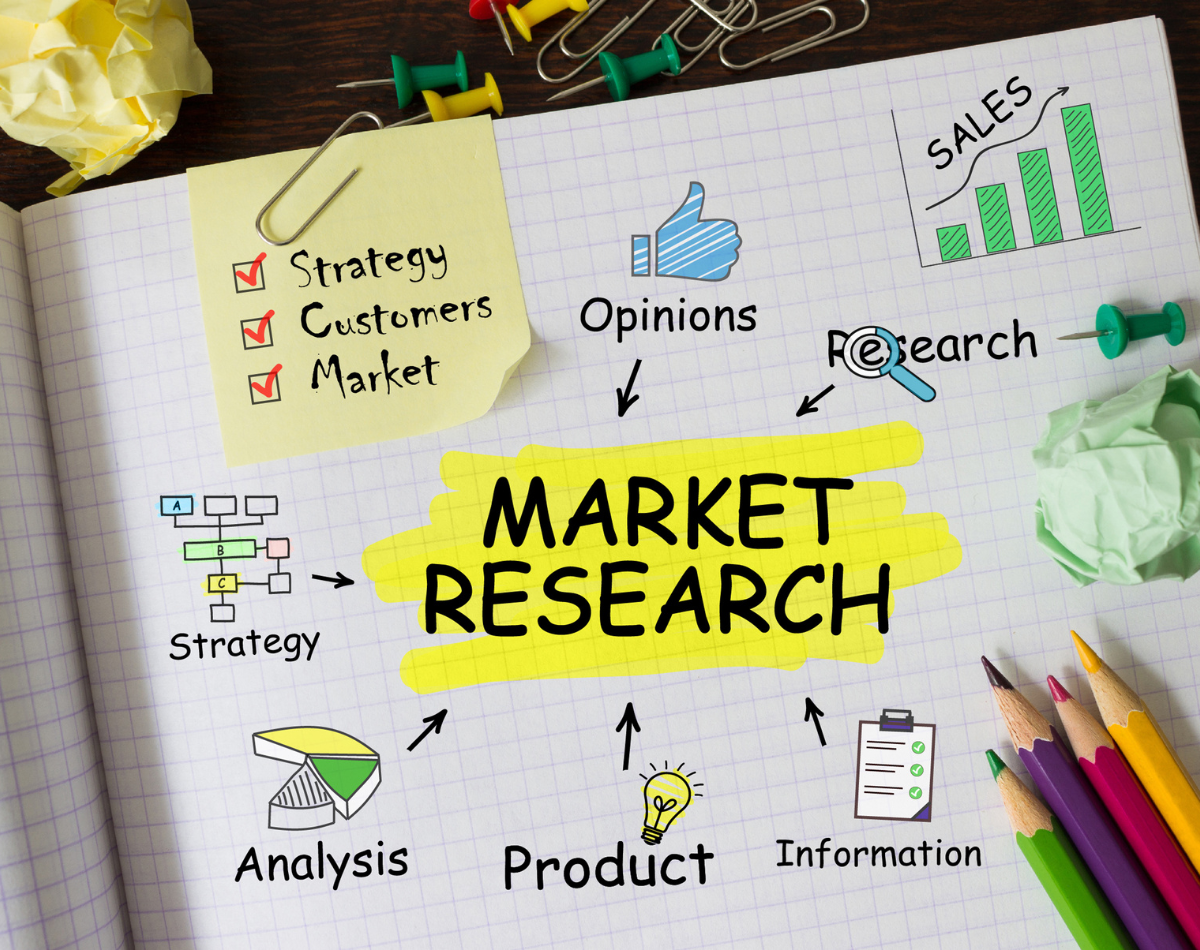 SALES
Strategy
Customers
Market
Opinions
Research
MARKET
RESEARCH
A
B
C
Strategy
Analysis
Product
Information